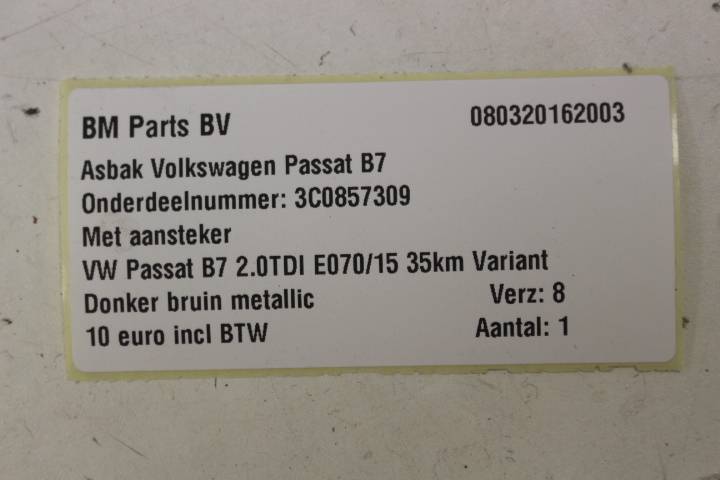 BM Parts BV 080320162003
Asbak Volkswagen Passat B7
Onderdeelnummer: 3C0857309
Met aansteker
VW Passat B7 2.0TDI E070/15 35km Variant
Donker bruin metallic Verz: 8
10 euro incl BTW Aantal: 1